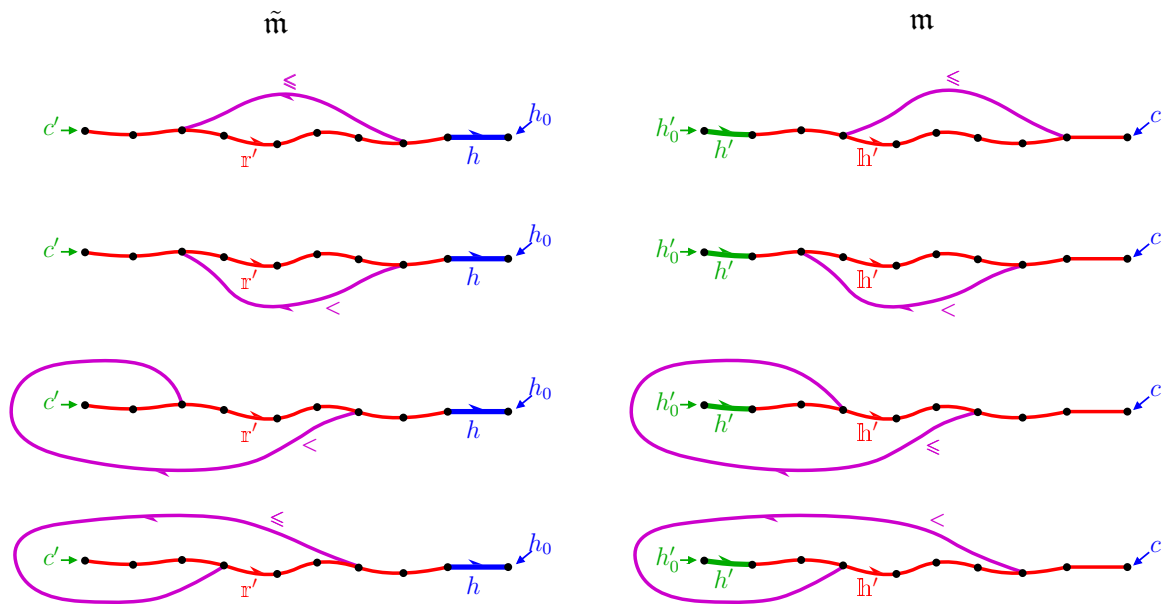 𝔪̃ 𝔪
⩽ <
c′ h₀ h′₀ c
𝕣′ h h′ 𝕙′
c′ h₀ h′₀ c
𝕣′ h h′ 𝕙′
< <
c′ h₀ h′₀ c
𝕣′ h h′ 𝕙′
< ⩽
⩽ <
c′ h₀ h′₀ c
𝕣′ h h′ 𝕙′